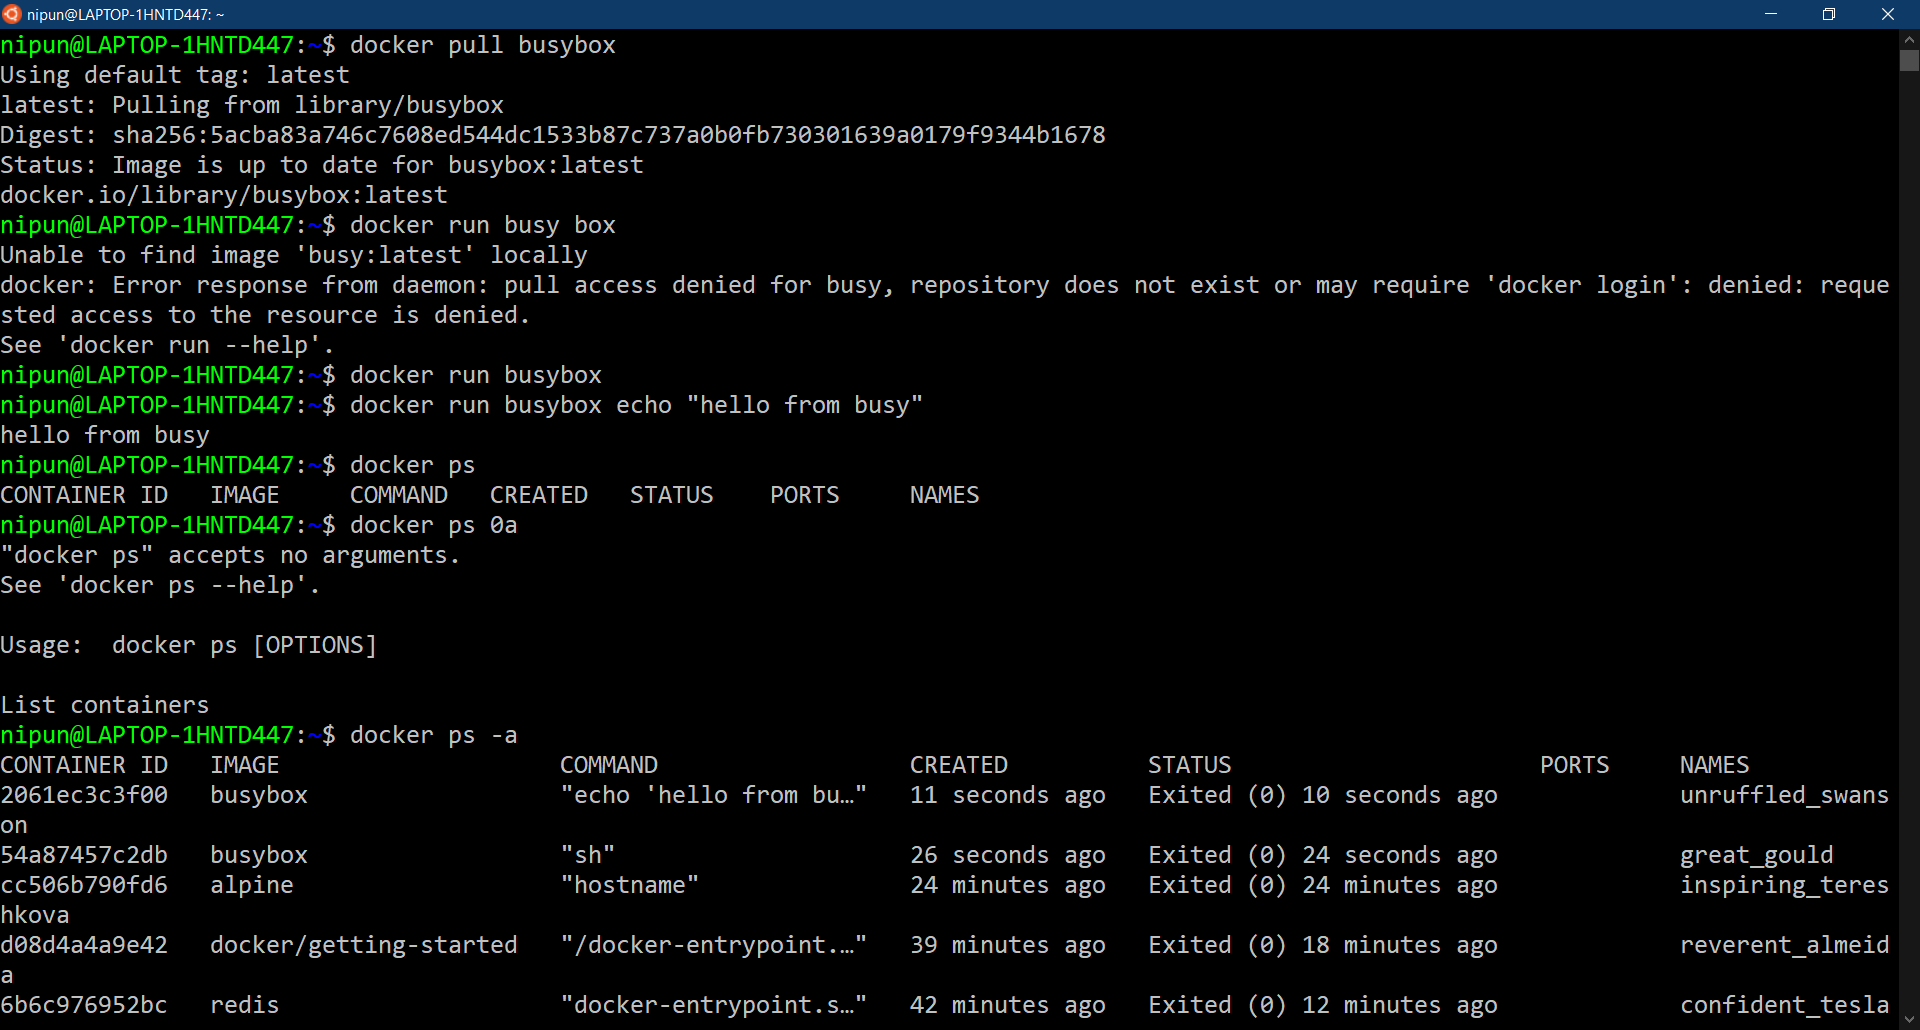 nipun@LAPTOP-1HNTD447: ~
nipun@LAPTOP-1HNTD447:~$ docker pull busybox
Using default tag: latest
latest: Pulling from library/busybox
Digest: sha256:5acba83a746c7608ed544dc1533b87c737a0b0fb730301639a0179f9344b1678
Status: Image is up to date for busybox:latest
docker.io/library/busybox:latest
nipun@LAPTOP-1HNTD447:~$ docker run busy box
Unable to find image 'busy:latest' locally
docker: Error response from daemon: pull access denied for busy, repository does not exist or may require 'docker login': denied: reque
sted access to the resource is denied.
See 'docker run --help'.
nipun@LAPTOP-1HNTD447:~$ docker run busybox
nipun@LAPTOP-1HNTD447:~$ docker run busybox echo "hello from busy"
hello from busy
nipun@LAPTOP-1HNTD447:~$ docker ps
CONTAINER ID   IMAGE     COMMAND   CREATED   STATUS    PORTS     NAMES
nipun@LAPTOP-1HNTD447:~$ docker ps 0a
"docker ps" accepts no arguments.
See 'docker ps --help'.

Usage:  docker ps [OPTIONS]

List containers
nipun@LAPTOP-1HNTD447:~$ docker ps -a
CONTAINER ID   IMAGE                    COMMAND                  CREATED          STATUS                      PORTS     NAMES
2061ec3c3f00   busybox                  "echo 'hello from bu…"   11 seconds ago   Exited (0) 10 seconds ago             unruffled_swans
on
54a87457c2db   busybox                  "sh"                     26 seconds ago   Exited (0) 24 seconds ago             great_gould
cc506b790fd6   alpine                   "hostname"               24 minutes ago   Exited (0) 24 minutes ago             inspiring_teres
hkova
d08d4a4a9e42   docker/getting-started   "/docker-entrypoint.…"   39 minutes ago   Exited (0) 18 minutes ago             reverent_almeid
a
6b6c976952bc   redis                    "docker-entrypoint.s…"   42 minutes ago   Exited (0) 12 minutes ago             confident_tesla